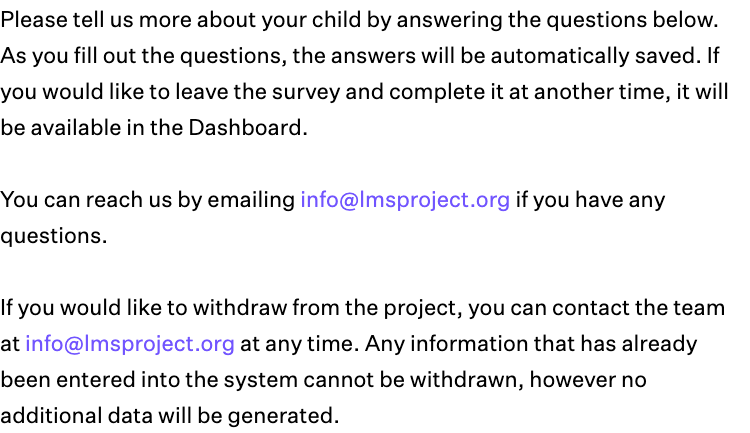 Please tell us more about your child by answering the questions below.
As you fill out the questions, the answers will be automatically saved. If
you would like to leave the survey and complete it at another time, it will
be available in the Dashboard.
You can reach us by emailing info@lmsproject.org if you have any
questions.
If you would like to withdraw from the project, you can contact the team
at info@lmsproject.org at any time. Any information that has already
been entered into the system cannot be withdrawn, however no
additional data will be generated.